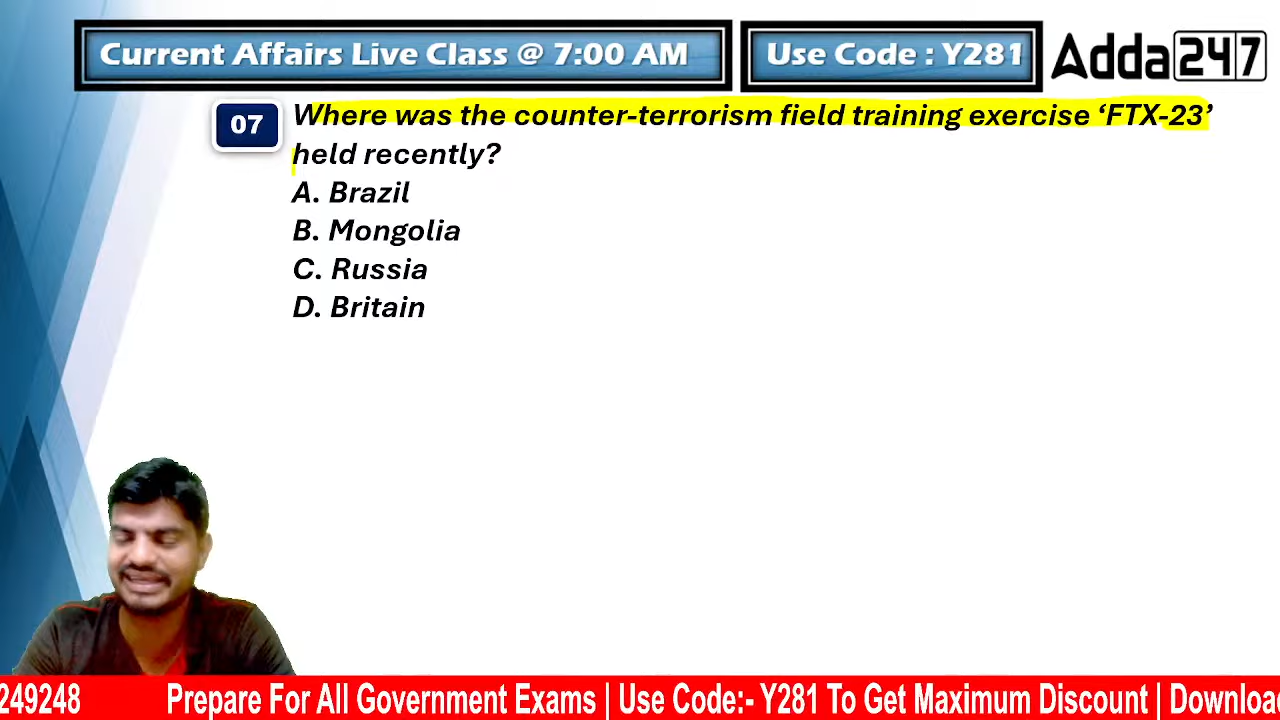 Current Affairs Live Class @ 7:00 AM
Use Code : Y281
Adda247
07
Where was the counter-terrorism field training exercise ‘FTX-23’
held recently?
A. Brazil
B. Mongolia
C. Russia
D. Britain
249248 Prepare For All Government Exams | Use Code:- Y281 To Get Maximum Discount |